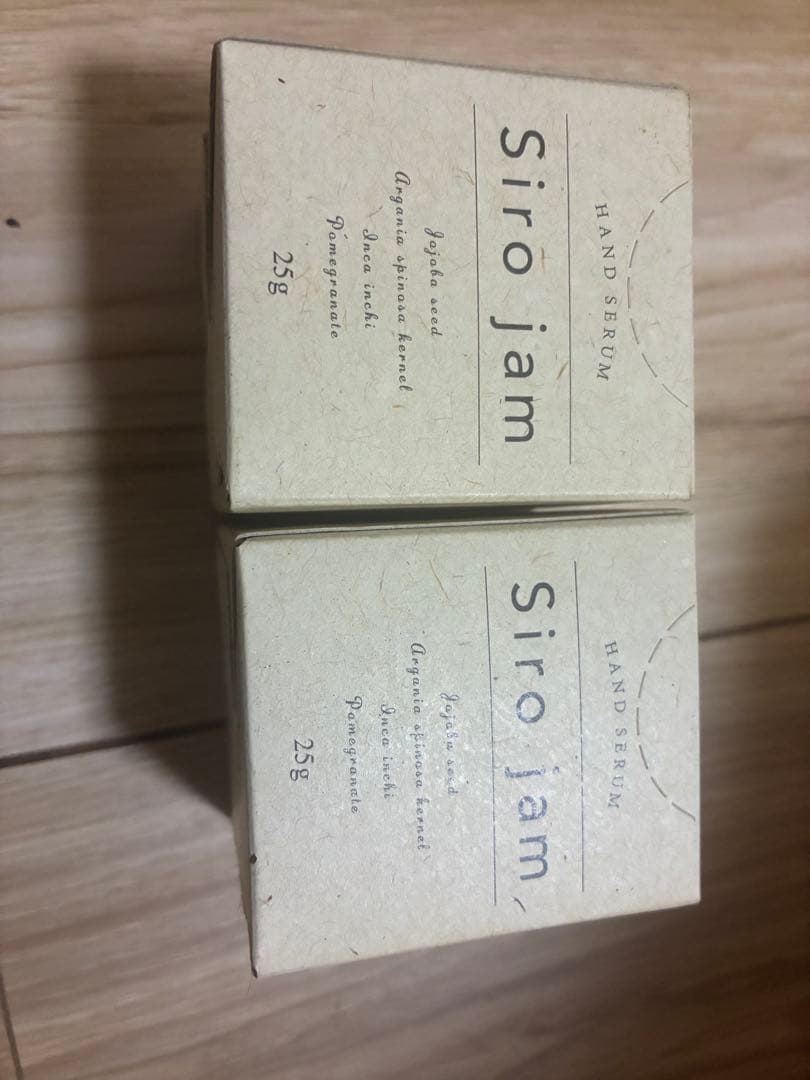 HAND SERUM
Siro jam
Jojoba seed
Argania spinosa kernel
Inca inchi
Pomegranate
25g
HAND SERUM
Siro jam
Jojoba seed
Argania spinosa kernel
Inca inchi
Pomegranate
25g